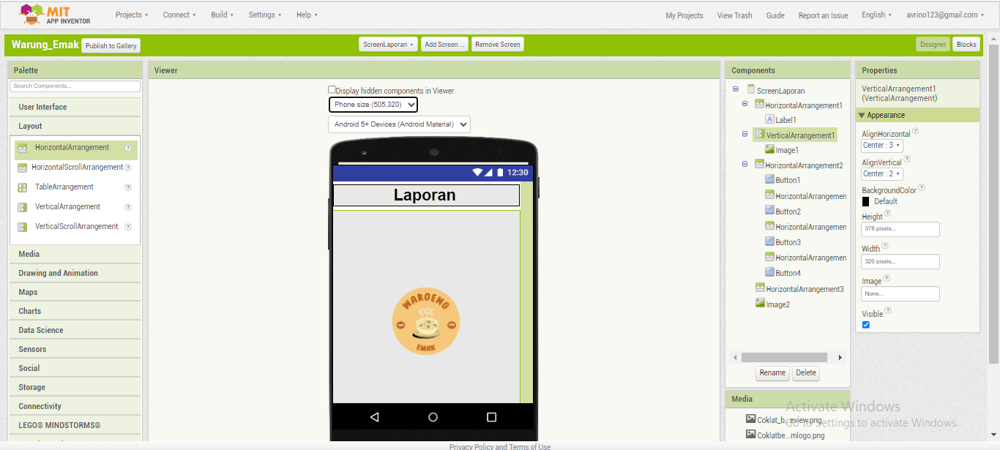 MIT
APP INVENTOR
Projects Connect Build Settings Help My Projects View Trash Guide Report an Issue English avrino123@gmail.com
Warung_Emak Publish to Gallery ScreenLaporan Add Screen ... Remove Screen Designer Blocks
Palette
Search Components...
User Interface
Layout
HorizontalArrangement ?
HorizontalScrollArrangement ?
TableArrangement ?
VerticalArrangement ?
VerticalScrollArrangement ?
Media
Drawing and Animation
Maps
Charts
Data Science
Sensors
Social
Storage
Connectivity
LEGO® MINDSTORMS®
Viewer
Display hidden components in Viewer
Phone size (505,320)
Android 5+ Devices (Android Material)
12:30
Laporan
WAROENG
EMAK
Components
ScreenLaporan
HorizontalArrangement1
A Label1
VerticalArrangement1
Image1
HorizontalArrangement2
Button1
HorizontalArrangemen
Button2
HorizontalArrangemen
Button3
HorizontalArrangemen
Button4
HorizontalArrangement3
Image2
Rename Delete
Media
Coklat_b...eview.png
Coklatbe...mlogo.png
Properties
VerticalArrangement1
(VerticalArrangement)
Appearance
AlignHorizontal ?
Center : 3
AlignVertical ?
Center : 2
BackgroundColor ?
Default
Height ?
378 pixels...
Width ?
320 pixels...
Image ?
None...
Visible ?
Activate Windows
Go to Settings to activate Windows.
Privacy Policy and Terms of Use